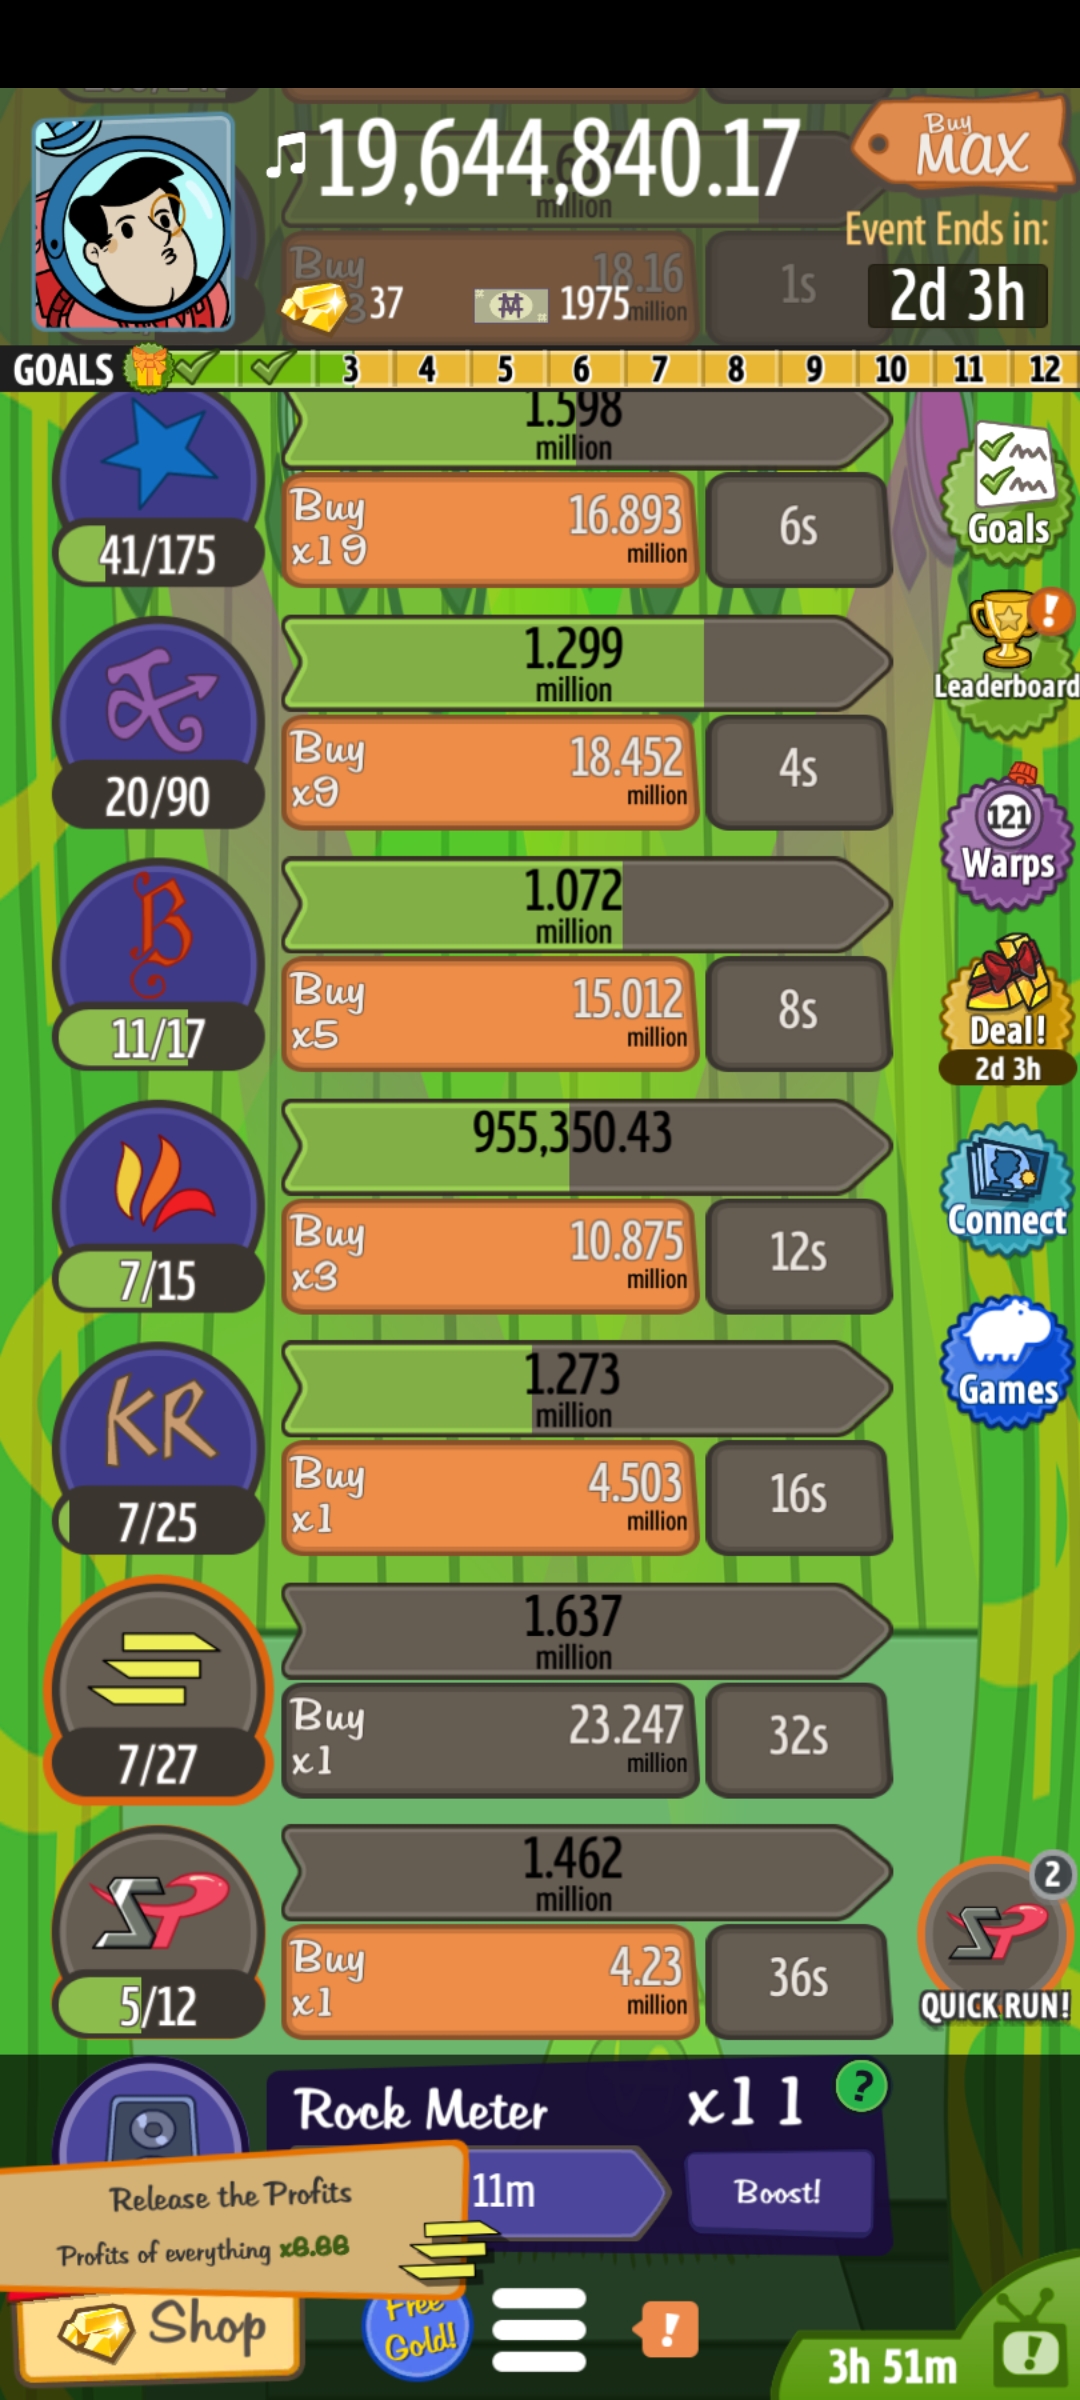 19,644,840.17
Buy
MAX
million
Event Ends in:
Buy
18.16
million
1s
37
1975
2d 3h
GOALS 3 4 5 6 7 8 9 10 11 12
1.598
million
Buy
x19
16.893
million
6s
41/175
Goals
1.299
million
Buy
x9
18.452
million
4s
20/90
Leaderboard
1.072
million
Buy
x5
15.012
million
8s
B
11/17
121
Warps
Deal!
2d 3h
955,350.43
Buy
x3
10.875
million
12s
7/15
Connect
1.273
million
Buy
x1
4.503
million
16s
KR
7/25
Games
1.637
million
Buy
x1
23.247
million
32s
7/27
1.462
million
Buy
x1
4.23
million
36s
SP
5/12
2
SP
QUICK RUN!
Rock Meter
x11
?
11m
Boost!
Release the Profits
Profits of everything x8.88
Shop
Free
Gold!
!
3h 51m